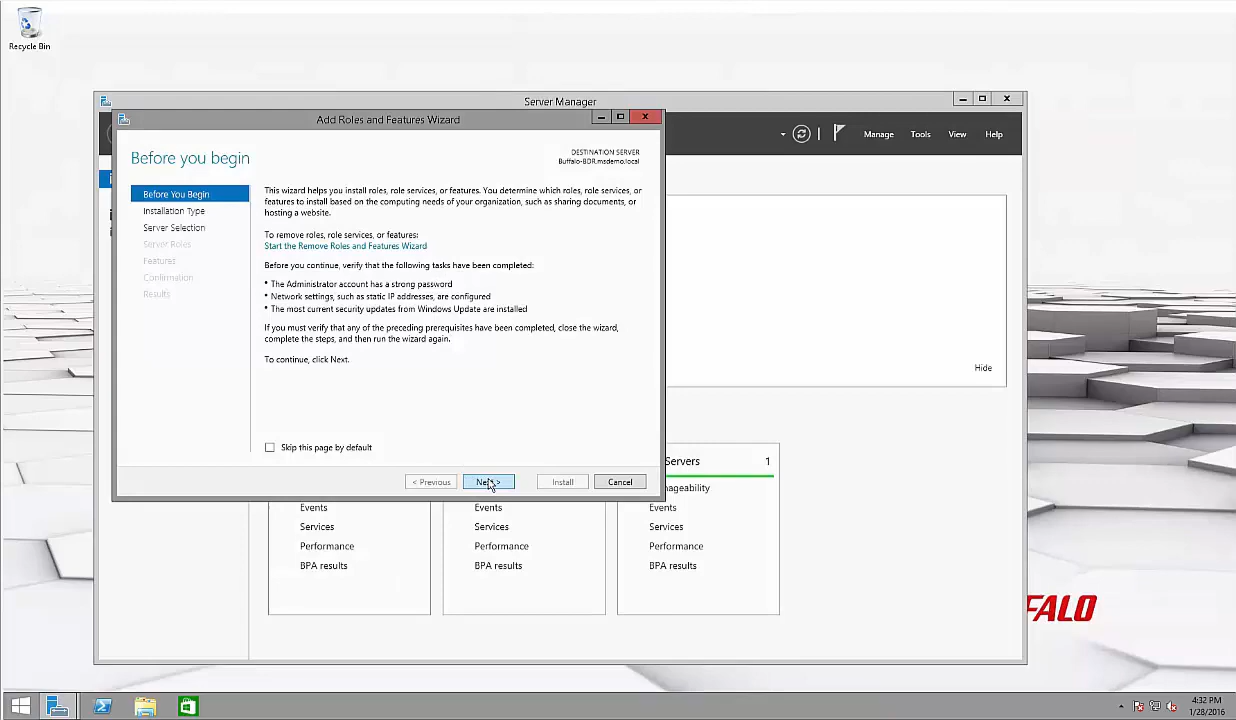 Recycle Bin
Server Manager
Add Roles and Features Wizard
Manage
Tools
View
Help
Before you begin
DESTINATION SERVER
Buffalo-BDR.msdemo.local
Before You Begin
Installation Type
Server Selection
Server Roles
Features
Confirmation
Results
This wizard helps you install roles, role services, or features. You determine which roles, role services, or
features to install based on the computing needs of your organization, such as sharing documents, or
hosting a website.
To remove roles, role services, or features:
Start the Remove Roles and Features Wizard
Before you continue, verify that the following tasks have been completed:
• The Administrator account has a strong password
• Network settings, such as static IP addresses, are configured
• The most current security updates from Windows Update are installed
If you must verify that any of the preceding prerequisites have been completed, close the wizard,
complete the steps, and then run the wizard again.
To continue, click Next.
Hide
Skip this page by default
< Previous
Next >
Install
Cancel
Servers 1
nageability
Events
Services
Performance
BPA results
Events
Services
Performance
BPA results
Events
Services
Performance
BPA results
FALO
4:32 PM
1/28/2016